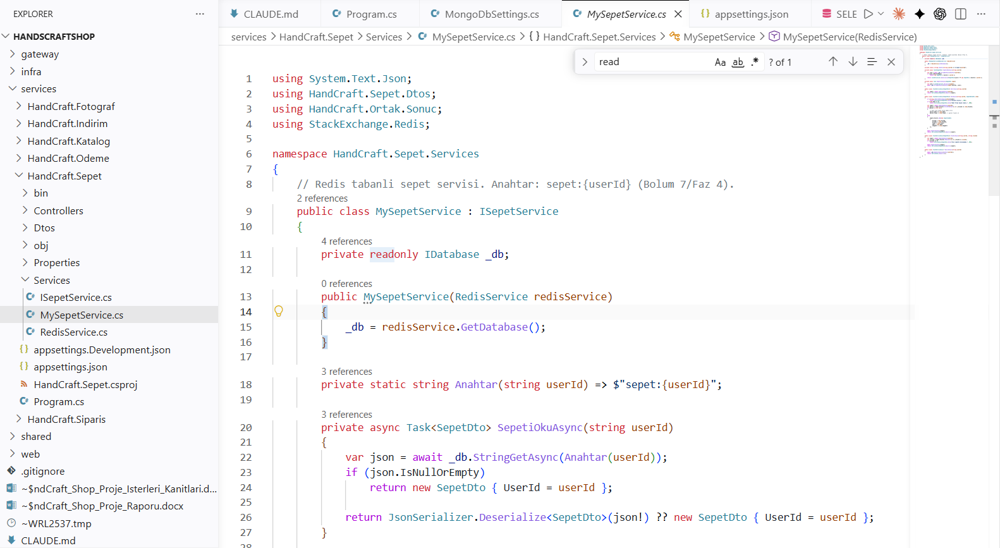 EXPLORER
HANDSCRAFTSHOP
gateway
infra
services
HandCraft.Fotograf
HandCraft.Indirim
HandCraft.Katalog
HandCraft.Odeme
HandCraft.Sepet
bin
Controllers
Dtos
obj
Properties
Services
ISepetService.cs
MySepetService.cs
RedisService.cs
appsettings.Development.json
appsettings.json
HandCraft.Sepet.csproj
Program.cs
HandCraft.Siparis
shared
web
.gitignore
~$ndCraft_Shop_Proje_Isterleri_Kanitlari.d...
~$ndCraft_Shop_Proje_Raporu.docx
~WRL2537.tmp
CLAUDE.md
CLAUDE.md Program.cs MongoDbSettings.cs MySepetService.cs appsettings.json SELE
services > HandCraft.Sepet > Services > MySepetService.cs > {} HandCraft.Sepet.Services > MySepetService > MySepetService(RedisService)
read Aa ab .* ? of 1
1 using System.Text.Json;
2 using HandCraft.Sepet.Dtos;
3 using HandCraft.Ortak.Sonuc;
4 using StackExchange.Redis;
5
6 namespace HandCraft.Sepet.Services
7 {
8 // Redis tabanli sepet servisi. Anahtar: sepet:{userId} (Bolum 7/Faz 4).
2 references
9 public class MySepetService : ISepetService
10 {
4 references
11 private readonly IDatabase _db;
12
0 references
13 public MySepetService(RedisService redisService)
14 {
15 _db = redisService.GetDatabase();
16 }
17
3 references
18 private static string Anahtar(string userId) => $"sepet:{userId}";
19
3 references
20 private async Task<SepetDto> SepetiOkuAsync(string userId)
21 {
22 var json = await _db.StringGetAsync(Anahtar(userId));
23 if (json.IsNullOrEmpty)
24 return new SepetDto { UserId = userId };
25
26 return JsonSerializer.Deserialize<SepetDto>(json!) ?? new SepetDto { UserId = userId };
27 }
28